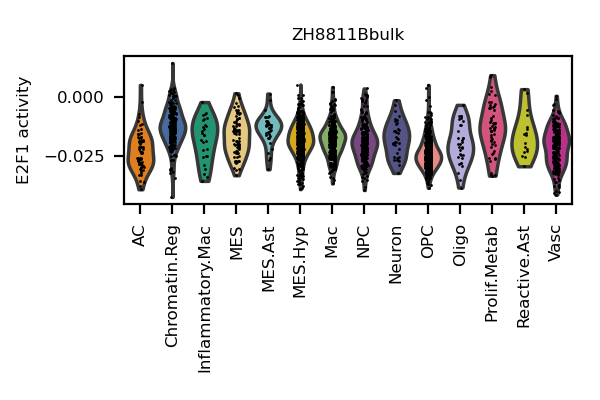 ZH8811Bbulk
E2F1 activity
0.000
−0.025
AC
Chromatin.Reg
Inflammatory.Mac
MES
MES.Ast
MES.Hyp
Mac
NPC
Neuron
OPC
Oligo
Prolif.Metab
Reactive.Ast
Vasc